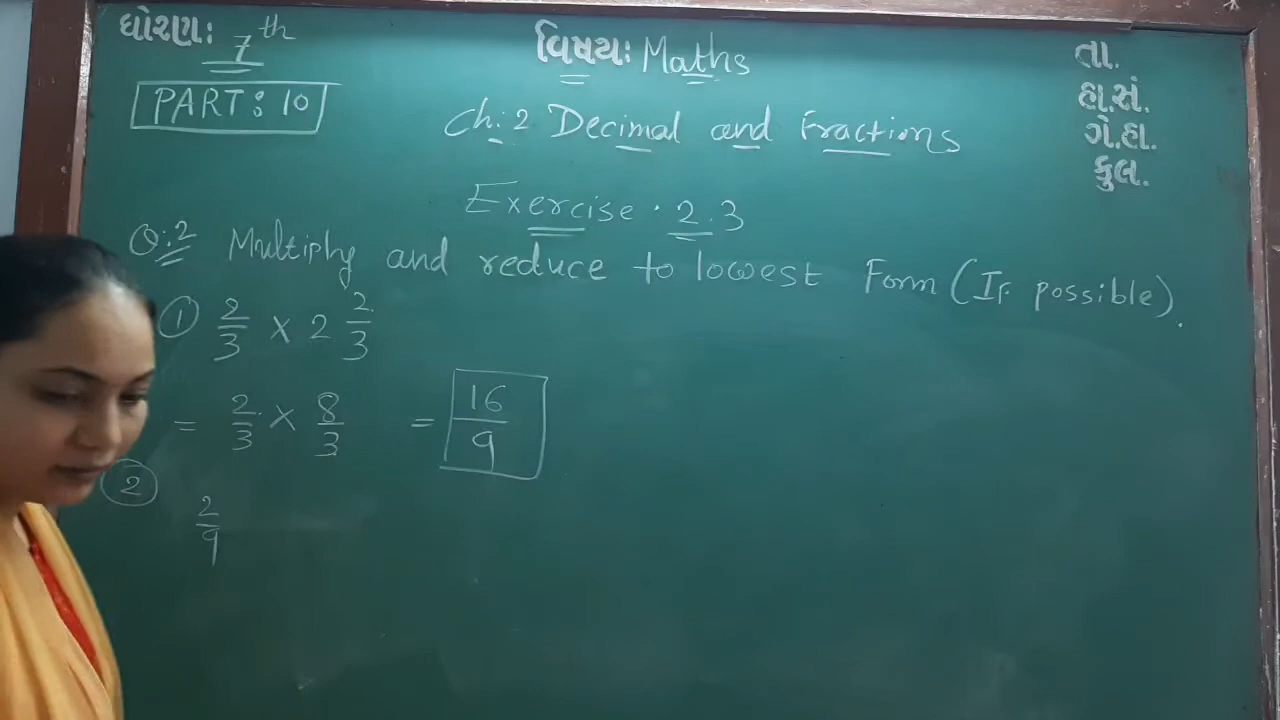 ધોરણ: 7th
વિષય: Maths
તા.
હા.સં.
ગે.હા.
કુલ.
PART: 10
Ch:2 Decimal and Fractions
Exercise · 2.3
Q:2 Multiply and reduce to lowest Form (If possible).
① 2/3 × 2 2/3
= 2/3 × 8/3 = 16/9
② 2/9